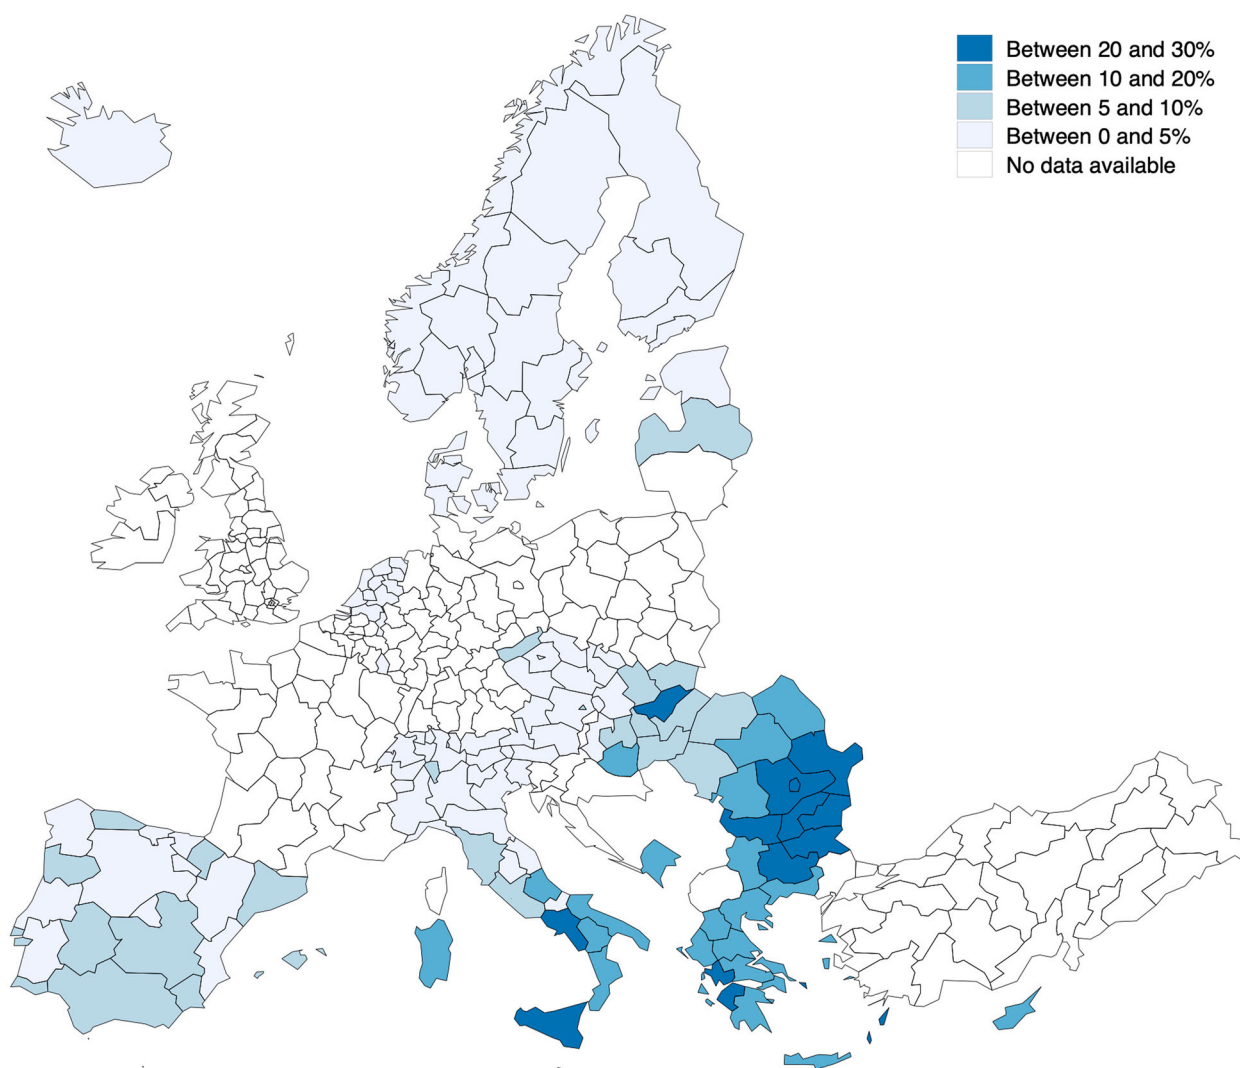 Between 20 and 30%
Between 10 and 20%
Between 5 and 10%
Between 0 and 5%
No data available